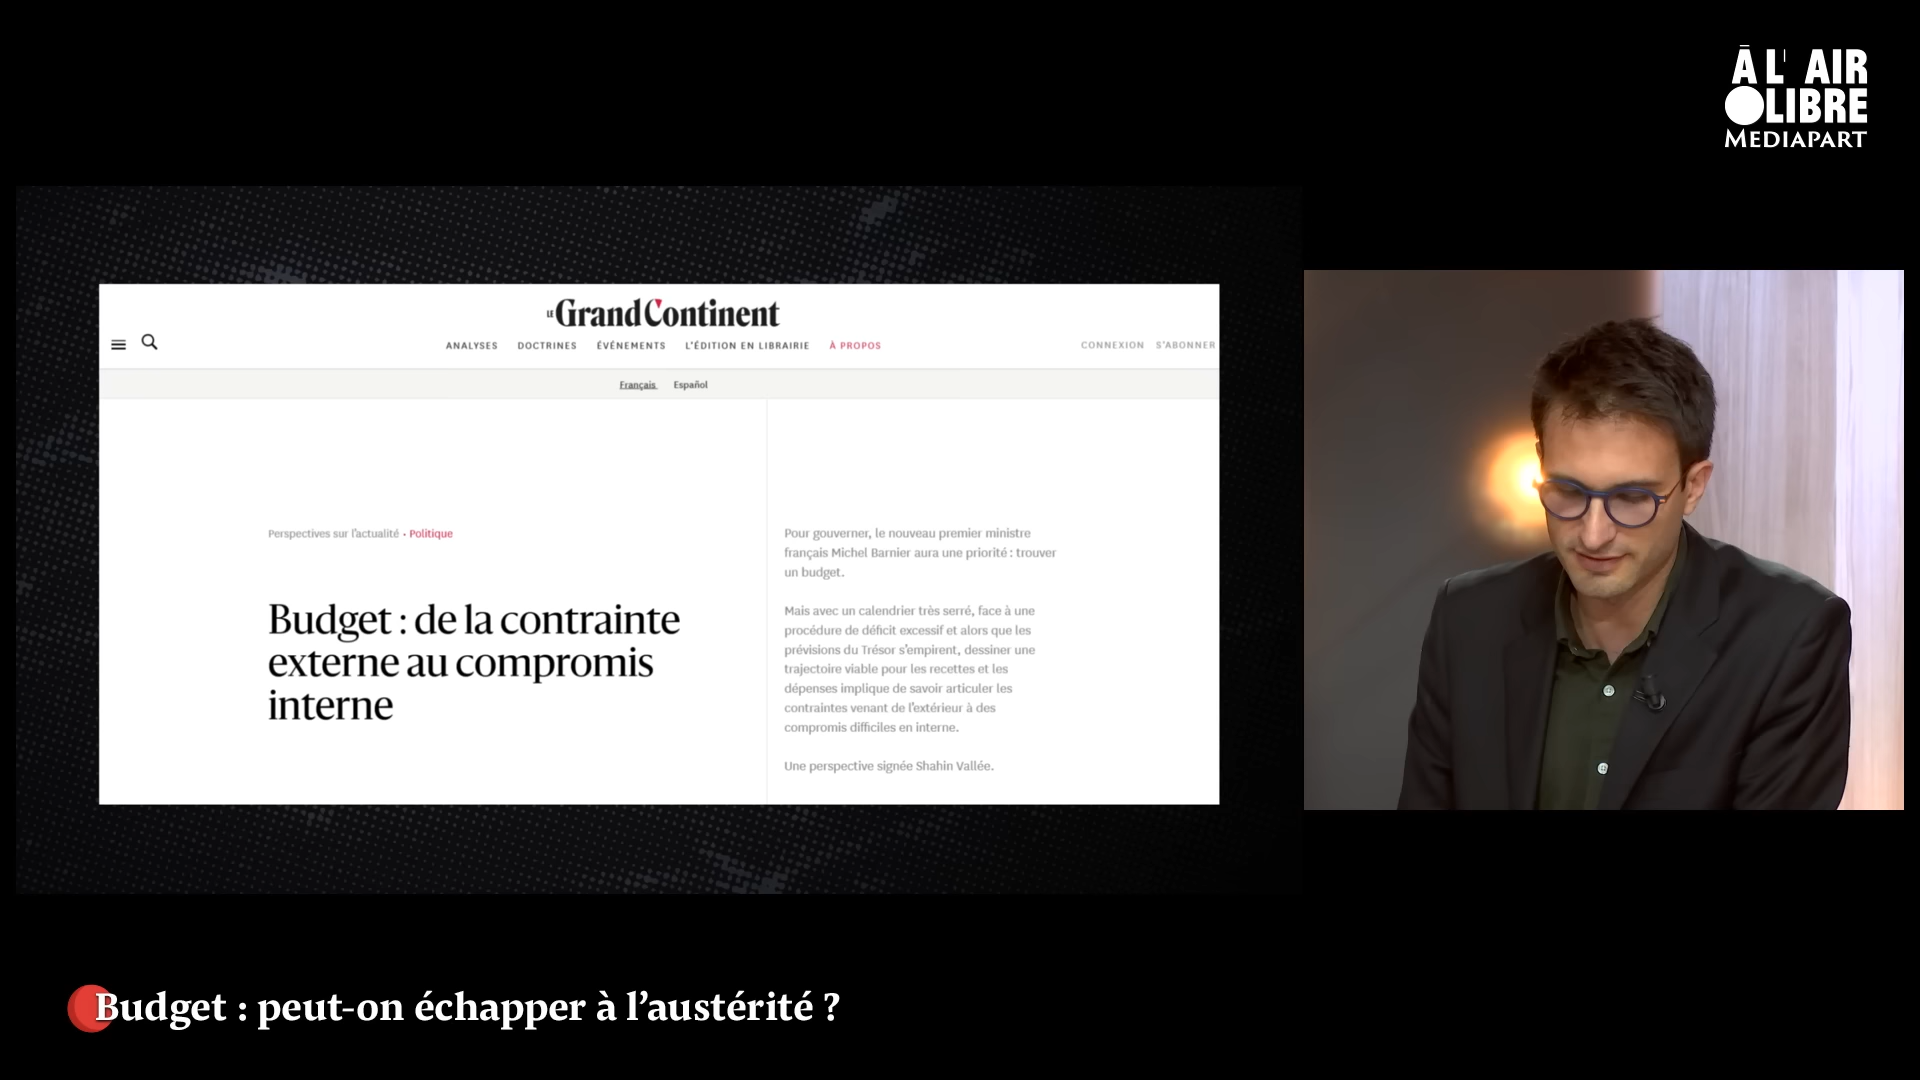 À L' AIR
LIBRE
MEDIAPART
LE Grand Continent
ANALYSES DOCTRINES ÉVÉNEMENTS L'ÉDITION EN LIBRAIRIE À PROPOS
CONNEXION S'ABONNER
Français Español
Perspectives sur l'actualité • Politique
Budget : de la contrainte
externe au compromis
interne
Pour gouverner, le nouveau premier ministre
français Michel Barnier aura une priorité : trouver
un budget.
Mais avec un calendrier très serré, face à une
procédure de déficit excessif et alors que les
prévisions du Trésor s'empirent, dessiner une
trajectoire viable pour les recettes et les
dépenses implique de savoir articuler les
contraintes venant de l'extérieur à des
compromis difficiles en interne.
Une perspective signée Shahin Vallée.
Budget : peut-on échapper à l’austérité ?